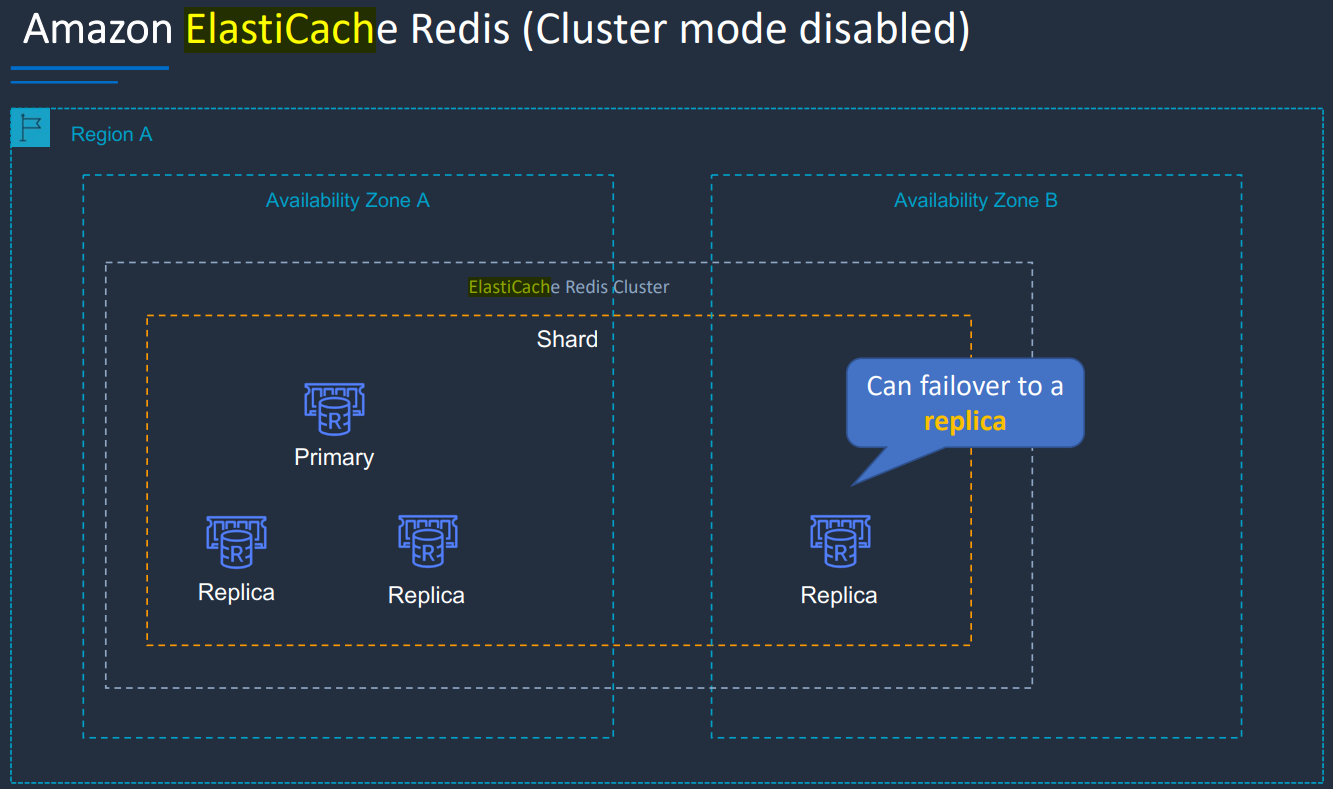 Amazon ElastiCache Redis (Cluster mode disabled)
Region A
Availability Zone A
Availability Zone B
ElastiCache Redis Cluster
Shard
Can failover to a
replica
R
Primary
R
R
R
Replica
Replica
Replica